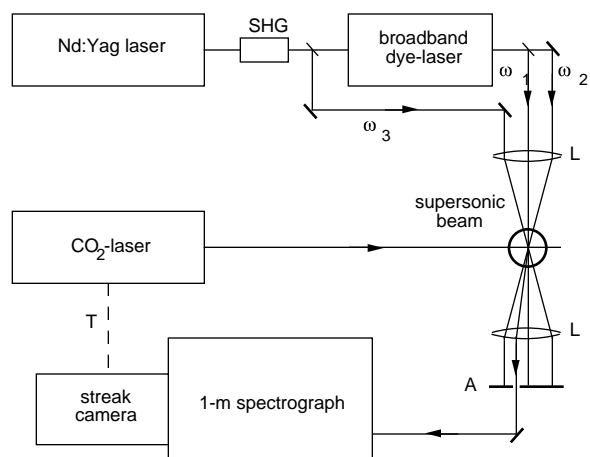 SHG
Nd:Yag laser
broadband
dye-laser
ω 1
ω 2
ω 3
L
supersonic
beam
CO2-laser
T
L
A
streak
camera
1-m spectrograph